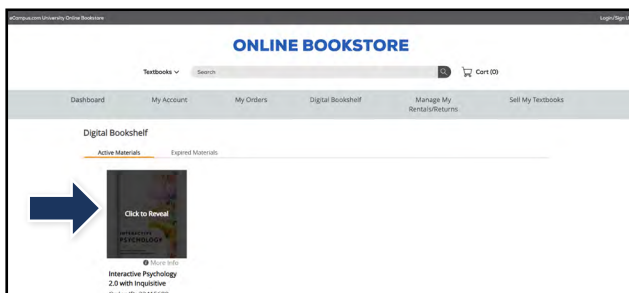 eCampus.com University Online Bookstore
Login/Sign U
ONLINE BOOKSTORE
Textbooks
Search
Cart (0)
Dashboard
My Account
My Orders
Digital Bookshelf
Manage My
Rentals/Returns
Sell My Textbooks
Digital Bookshelf
Active Materials
Expired Materials
Click to Reveal
INTERACTIVE
PSYCHOLOGY
More Info
Interactive Psychology
2.0 with Inquisitive